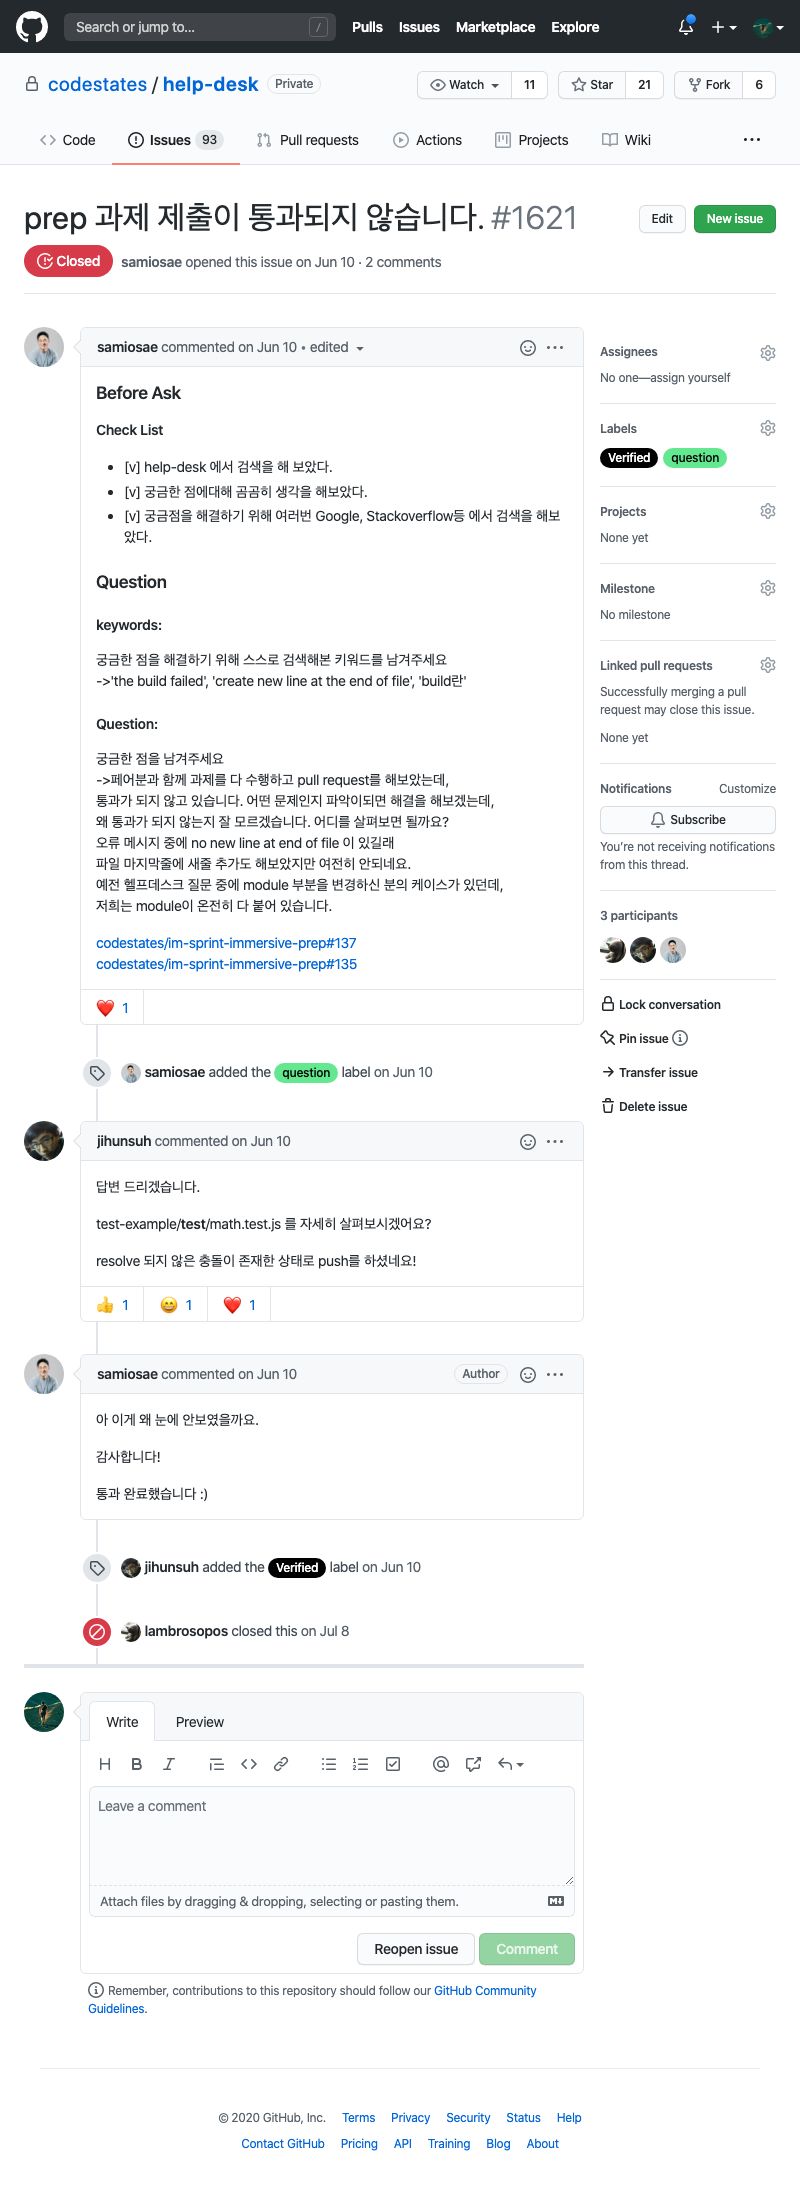 Search or jump to... /
Pulls Issues Marketplace Explore
codestates / help-desk Private
Watch 11 Star 21 Fork 6
Code Issues 93 Pull requests Actions Projects Wiki ...
prep 과제 제출이 통과되지 않습니다. #1621
Edit New issue
Closed samiosae opened this issue on Jun 10 · 2 comments
samiosae commented on Jun 10 • edited
Before Ask
Check List
• [v] help-desk 에서 검색을 해 보았다.
• [v] 궁금한 점에대해 곰곰히 생각을 해보았다.
• [v] 궁금점을 해결하기 위해 여러번 Google, Stackoverflow등 에서 검색을 해보
았다.
Question
keywords:
궁금한 점을 해결하기 위해 스스로 검색해본 키워드를 남겨주세요
->'the build failed', 'create new line at the end of file', 'build란'
Question:
궁금한 점을 남겨주세요
->페어분과 함께 과제를 다 수행하고 pull request를 해보았는데,
통과가 되지 않고 있습니다. 어떤 문제인지 파악이되면 해결을 해보겠는데,
왜 통과가 되지 않는지 잘 모르겠습니다. 어디를 살펴보면 될까요?
오류 메시지 중에 no new line at end of file 이 있길래
파일 마지막줄에 새줄 추가도 해보았지만 여전히 안되네요.
예전 헬프데스크 질문 중에 module 부분을 변경하신 분의 케이스가 있던데,
저희는 module이 온전히 다 붙어 있습니다.
codestates/im-sprint-immersive-prep#137
codestates/im-sprint-immersive-prep#135
❤️ 1
samiosae added the question label on Jun 10
jihunsuh commented on Jun 10
답변 드리겠습니다.
test-example/test/math.test.js 를 자세히 살펴보시겠어요?
resolve 되지 않은 충돌이 존재한 상태로 push를 하셨네요!
👍 1 😄 1 ❤️ 1
samiosae commented on Jun 10 Author
아 이게 왜 눈에 안보였을까요.
감사합니다!
통과 완료했습니다 :)
jihunsuh added the Verified label on Jun 10
lambrosopos closed this on Jul 8
Assignees
No one—assign yourself
Labels
Verified question
Projects
None yet
Milestone
No milestone
Linked pull requests
Successfully merging a pull
request may close this issue.
None yet
Notifications Customize
Subscribe
You're not receiving notifications
from this thread.
3 participants
Lock conversation
Pin issue
Transfer issue
Delete issue
Write Preview
Leave a comment
Attach files by dragging & dropping, selecting or pasting them.
Reopen issue Comment
Remember, contributions to this repository should follow our GitHub Community
Guidelines.
© 2020 GitHub, Inc. Terms Privacy Security Status Help
Contact GitHub Pricing API Training Blog About